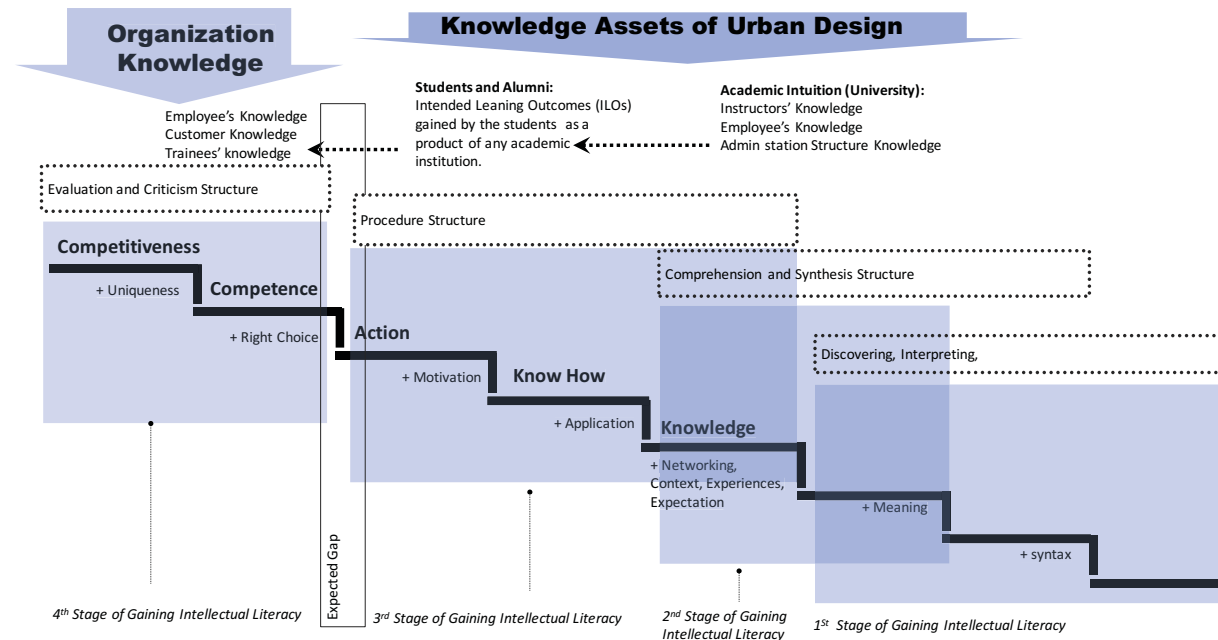 Organization
Knowledge
Knowledge Assets of Urban Design
Employee's Knowledge
Customer Knowledge
Trainees' knowledge
Students and Alumni:
Intended Leaning Outcomes (ILOs)
gained by the students as a
product of any academic
institution.
Academic Intuition (University):
Instructors' Knowledge
Employee's Knowledge
Admin station Structure Knowledge
Evaluation and Criticism Structure
Procedure Structure
Comprehension and Synthesis Structure
Discovering, Interpreting,
Competitiveness
+ Uniqueness
Competence
+ Right Choice
Action
+ Motivation
Know How
+ Application
Knowledge
+ Networking,
Context, Experiences,
Expectation
+ Meaning
+ syntax
Expected Gap
4th Stage of Gaining Intellectual Literacy
3rd Stage of Gaining Intellectual Literacy
2nd Stage of Gaining
Intellectual Literacy
1St Stage of Gaining Intellectual Literacy